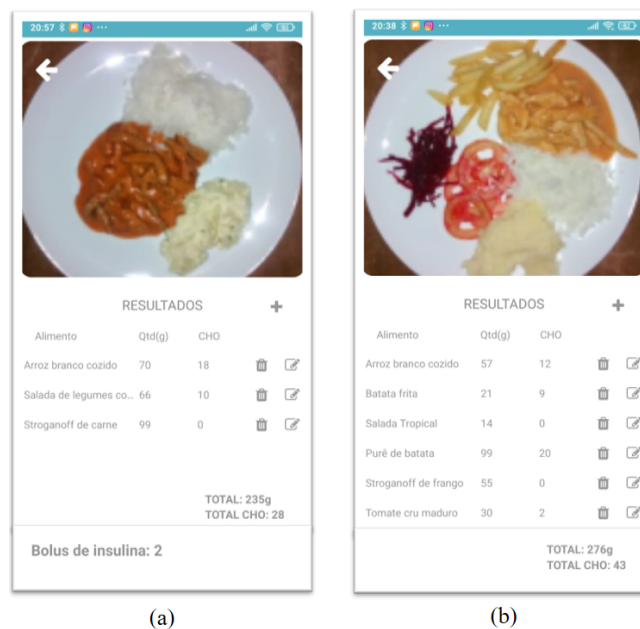 20:57
RESULTADOS +
Alimento Qtd(g) CHO
Arroz branco cozido 70 18
Salada de legumes co... 66 10
Stroganoff de carne 99 0
TOTAL: 235g
TOTAL CHO: 28
Bolus de insulina: 2
(a)
20:38
RESULTADOS +
Alimento Qtd(g) CHO
Arroz branco cozido 57 12
Batata frita 21 9
Salada Tropical 14 0
Purê de batata 99 20
Stroganoff de frango 55 0
Tomate cru maduro 30 2
TOTAL: 276g
TOTAL CHO: 43
(b)